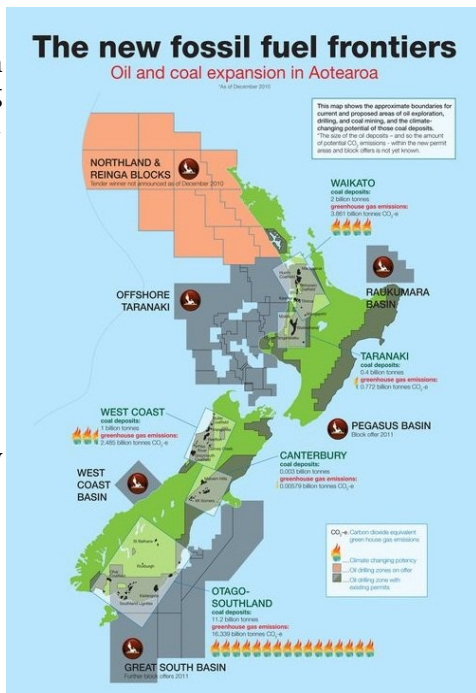 The new fossil fuel frontiers
Oil and coal expansion in Aotearoa
*As of December 2010
This map shows the approximate boundaries for
current and proposed areas of oil exploration,
drilling, and coal mining, and the climate-
changing potential of those coal deposits.
*The size of the oil deposits – and so the amount
of potential CO₂ emissions - within the new permit
areas and block offers is not yet known.
NORTHLAND &
REINGA BLOCKS
Tender winner not announced as of December 2010
WAIKATO
coal deposits:
2 billion tonnes
greenhouse gas emissions:
3.861 billion tonnes CO₂-e
OFFSHORE
TARANAKI
RAUKUMARA
BASIN
TARANAKI
coal deposits:
0.4 billion tonnes
greenhouse gas emissions:
0.772 billion tonnes CO₂-e
WEST COAST
coal deposits:
1 billion tonnes
greenhouse gas emissions:
2.485 billion tonnes CO₂-e
PEGASUS BASIN
Block offer 2011
CANTERBURY
coal deposits:
0.003 billion tonnes
greenhouse gas emissions:
0.00579 billion tonnes CO₂-e
WEST
COAST
BASIN
CO₂-e. Carbon dioxide equivalent
green house gas emissions
Climate changing potency
Oil drilling zones on offer
Oil drilling zone with
existing permits
St Bathans
Roxburgh
Kaitangata
Southland Lignites
OTAGO-
SOUTHLAND
coal deposits:
11.2 billion tonnes
greenhouse gas emissions:
16.339 billion tonnes CO₂-e
GREAT SOUTH BASIN
Further block offers 2011